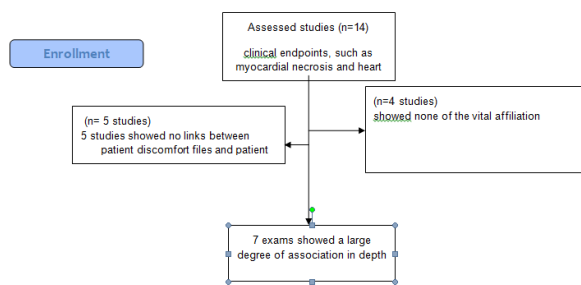 Enrollment
Assessed studies (n=14)
clinical endpoints, such as
myocardial necrosis and heart
(n= 5 studies)
5 studies showed no links between
patient discomfort files and patient
(n=4 studies)
showed none of the vital affiliation
7 exams showed a large
degree of association in depth